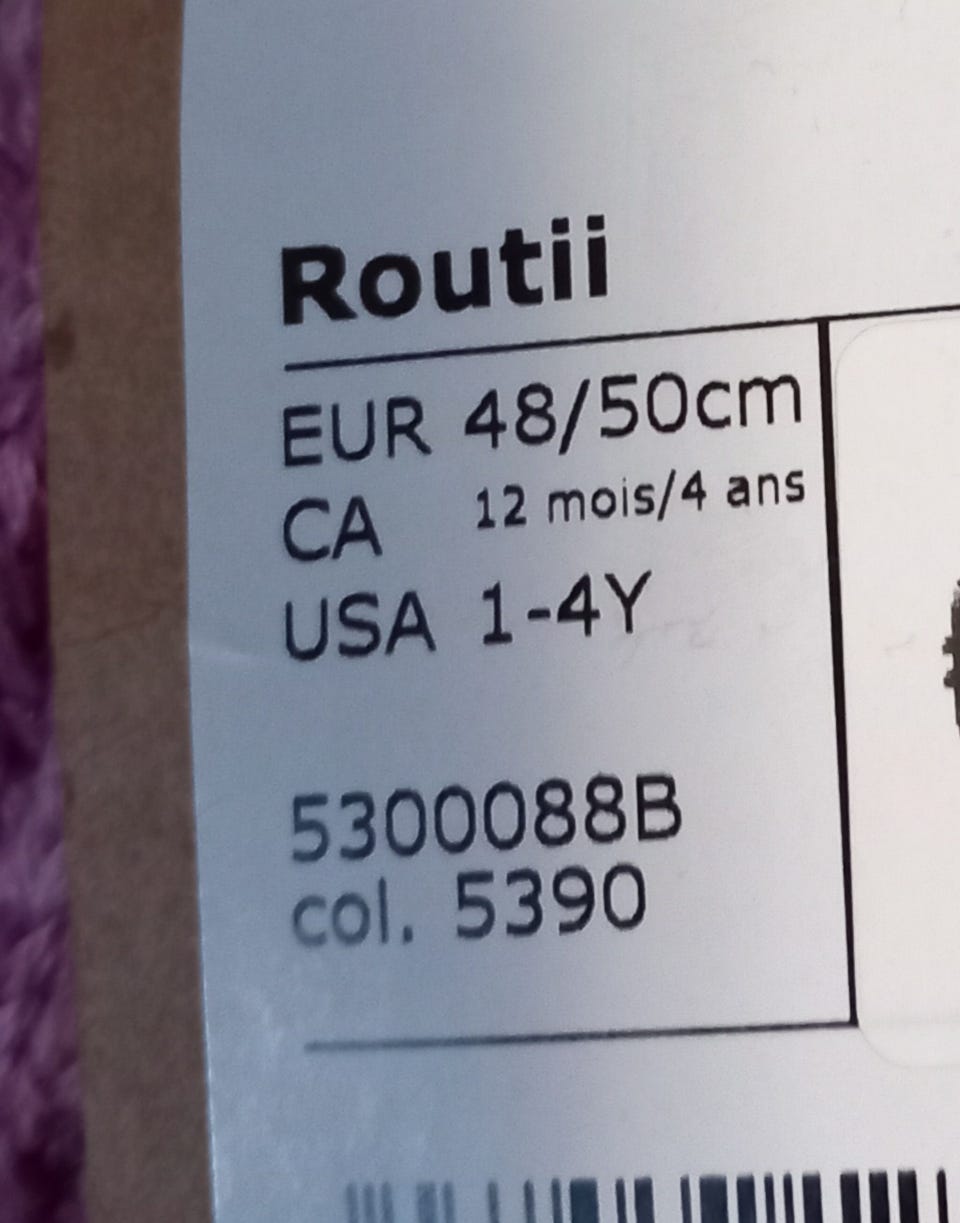 Routii
EUR 48/50cm
CA 12 mois/4 ans
USA 1-4Y
5300088B
col. 5390